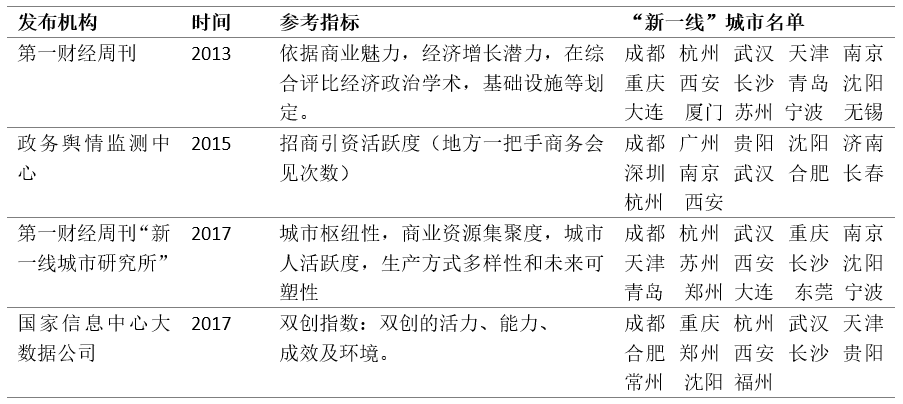 发布机构 时间 参考指标 “新一线”城市名单
第一财经周刊 2013 依据商业魅力，经济增长潜力，在综 成都 杭州 武汉 天津 南京
合评比经济政治学术，基础设施等划 重庆 西安 长沙 青岛 沈阳
定。 大连 厦门 苏州 宁波 无锡
政务舆情监测中 2015 招商引资活跃度（地方一把手商务会 成都 广州 贵阳 沈阳 济南
心 见次数） 深圳 南京 武汉 合肥 长春
杭州 西安
第一财经周刊“新 2017 城市枢纽性，商业资源集聚度，城市 成都 杭州 武汉 重庆 南京
一线城市研究所” 人活跃度，生产方式多样性和未来可 天津 苏州 西安 长沙 沈阳
塑性 青岛 郑州 大连 东莞 宁波
国家信息中心大 2017 双创指数：双创的活力、能力、 成都 重庆 杭州 武汉 天津
数据公司 成效及环境。 合肥 郑州 西安 长沙 贵阳
常州 沈阳 福州